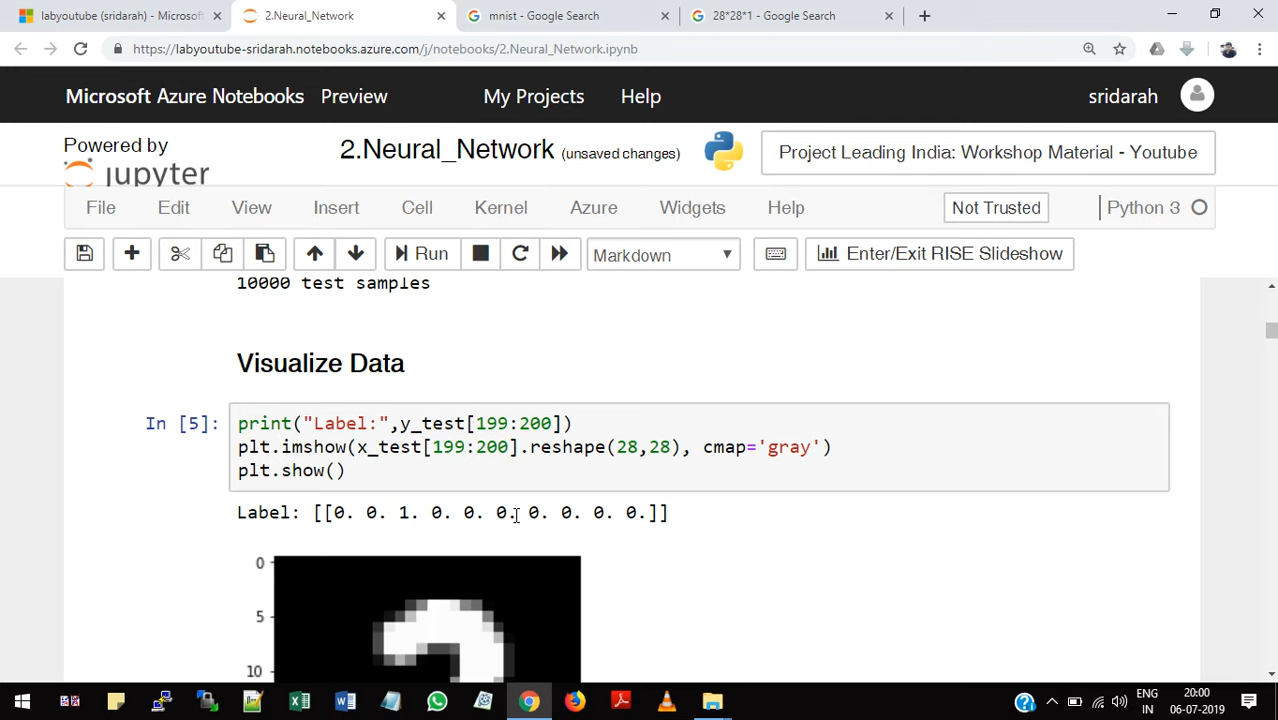 labyoutube (sridarah) - Microsof
2.Neural_Network
mnist - Google Search
28*28*1 - Google Search
https://labyoutube-sridarah.notebooks.azure.com/j/notebooks/2.Neural_Network.ipynb
Microsoft Azure Notebooks Preview My Projects Help sridarah
Powered by
jupyter
2.Neural_Network (unsaved changes)
Project Leading India: Workshop Material - Youtube
File Edit View Insert Cell Kernel Azure Widgets Help Not Trusted Python 3
Run Markdown Enter/Exit RISE Slideshow
10000 test samples
Visualize Data
In [5]: print("Label:",y_test[199:200])
plt.imshow(x_test[199:200].reshape(28,28), cmap='gray')
plt.show()
Label: [[0. 0. 1. 0. 0. 0. 0. 0. 0. 0.]]
0
5
10
ENG 20:00
IN 06-07-2019